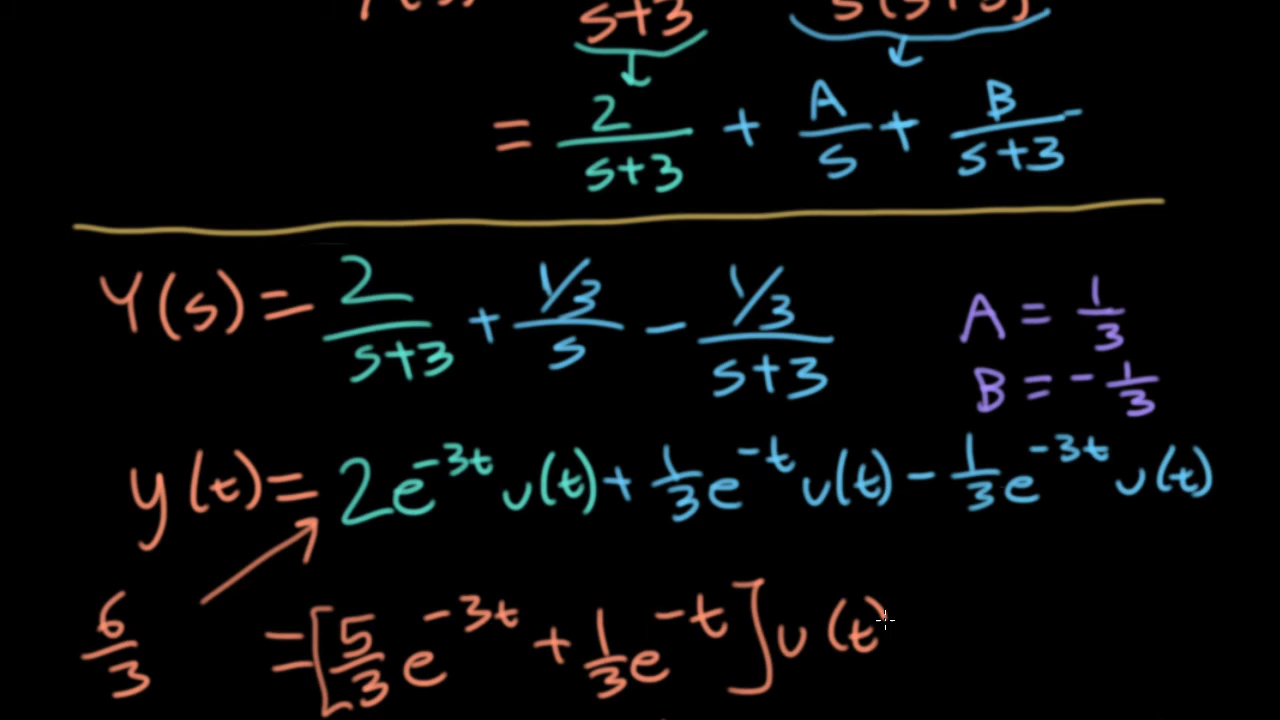 s+3
= 2/(s+3) + A/s + B/(s+3)
Y(s) = 2/(s+3) + (1/3)/s - (1/3)/(s+3)
A = 1/3
B = -1/3
y(t) = 2e^{-3t} u(t) + 1/3 e^{-t} u(t) - 1/3 e^{-3t} u(t)
6/3
= [5/3 e^{-3t} + 1/3 e^{-t}] u(t)